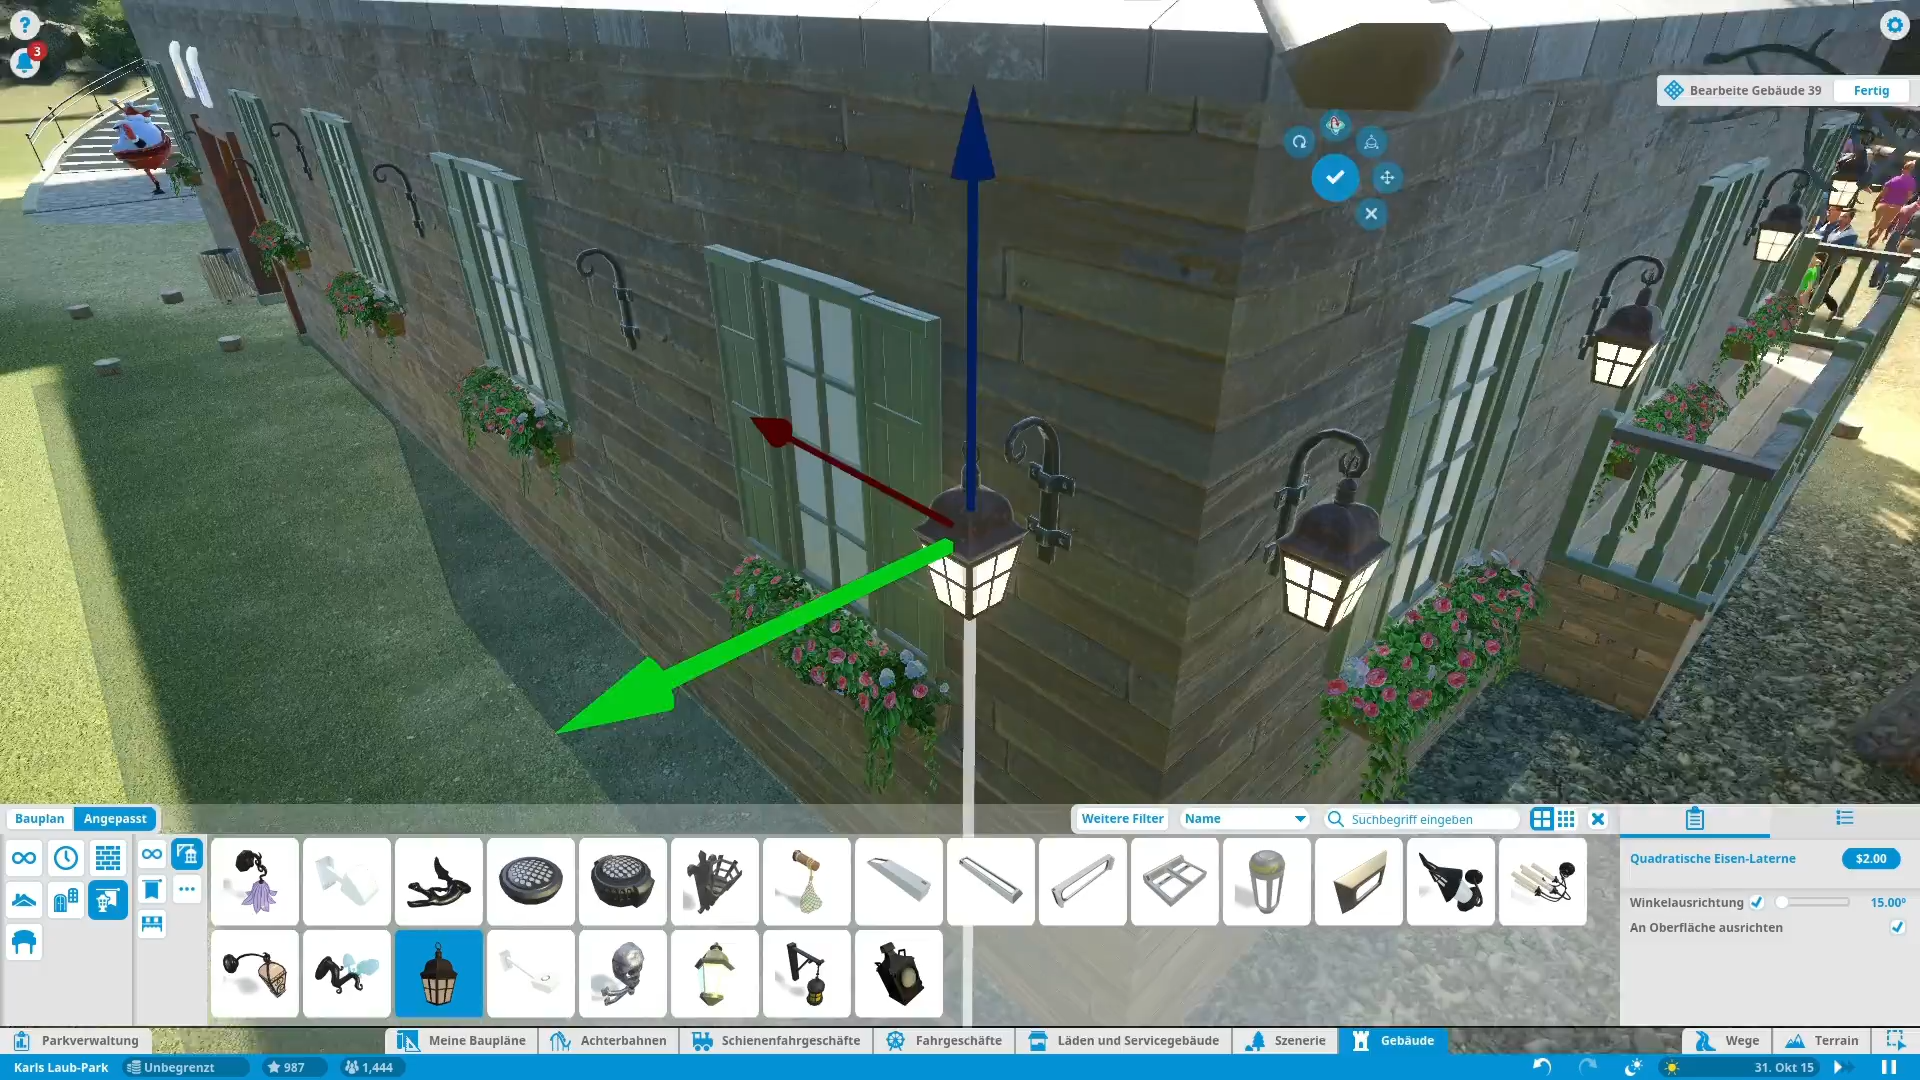 ?
3
Bearbeite Gebäude 39
Fertig
Bauplan
Angepasst
Weitere Filter
Name
Suchbegriff eingeben
Quadratische Eisen-Laterne
$2.00
Winkelausrichtung
15.00°
An Oberfläche ausrichten
Parkverwaltung
Meine Baupläne
Achterbahnen
Schienenfahrgeschäfte
Fahrgeschäfte
Läden und Servicegebäude
Szenerie
Gebäude
Wege
Terrain
Karls Laub-Park
Unbegrenzt
987
1,444
31. Okt 15